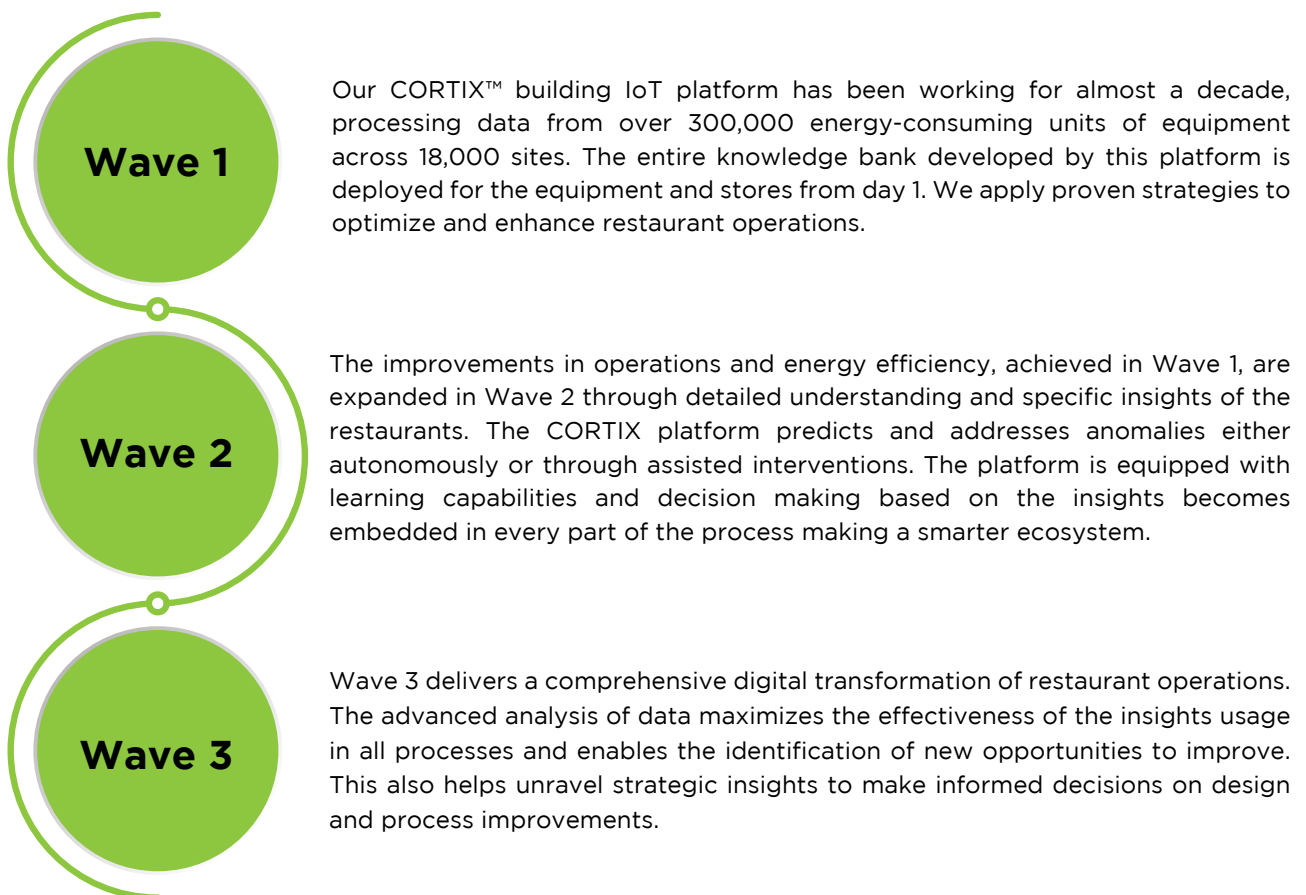 Wave 1
Our CORTIX™ building IoT platform has been working for almost a decade,
processing data from over 300,000 energy-consuming units of equipment
across 18,000 sites. The entire knowledge bank developed by this platform is
deployed for the equipment and stores from day 1. We apply proven strategies to
optimize and enhance restaurant operations.
Wave 2
The improvements in operations and energy efficiency, achieved in Wave 1, are
expanded in Wave 2 through detailed understanding and specific insights of the
restaurants. The CORTIX platform predicts and addresses anomalies either
autonomously or through assisted interventions. The platform is equipped with
learning capabilities and decision making based on the insights becomes
embedded in every part of the process making a smarter ecosystem.
Wave 3
Wave 3 delivers a comprehensive digital transformation of restaurant operations.
The advanced analysis of data maximizes the effectiveness of the insights usage
in all processes and enables the identification of new opportunities to improve.
This also helps unravel strategic insights to make informed decisions on design
and process improvements.